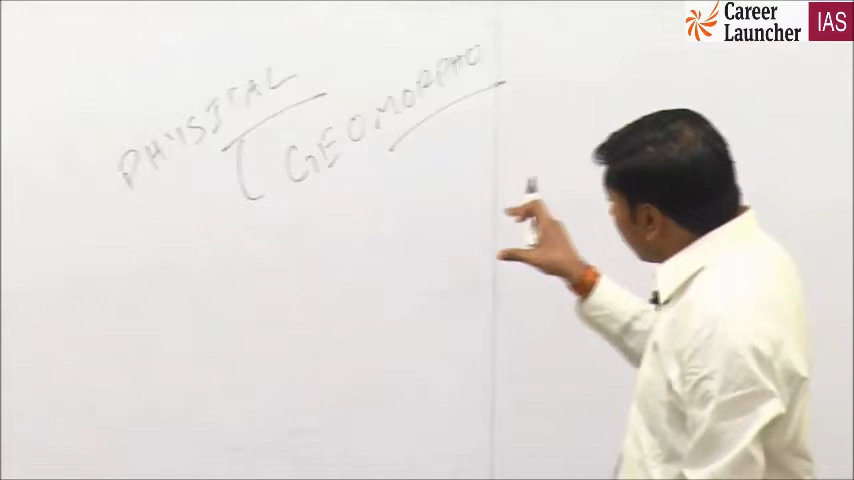 Career
Launcher
IAS
PHYSICAL
(GEOMORPHO